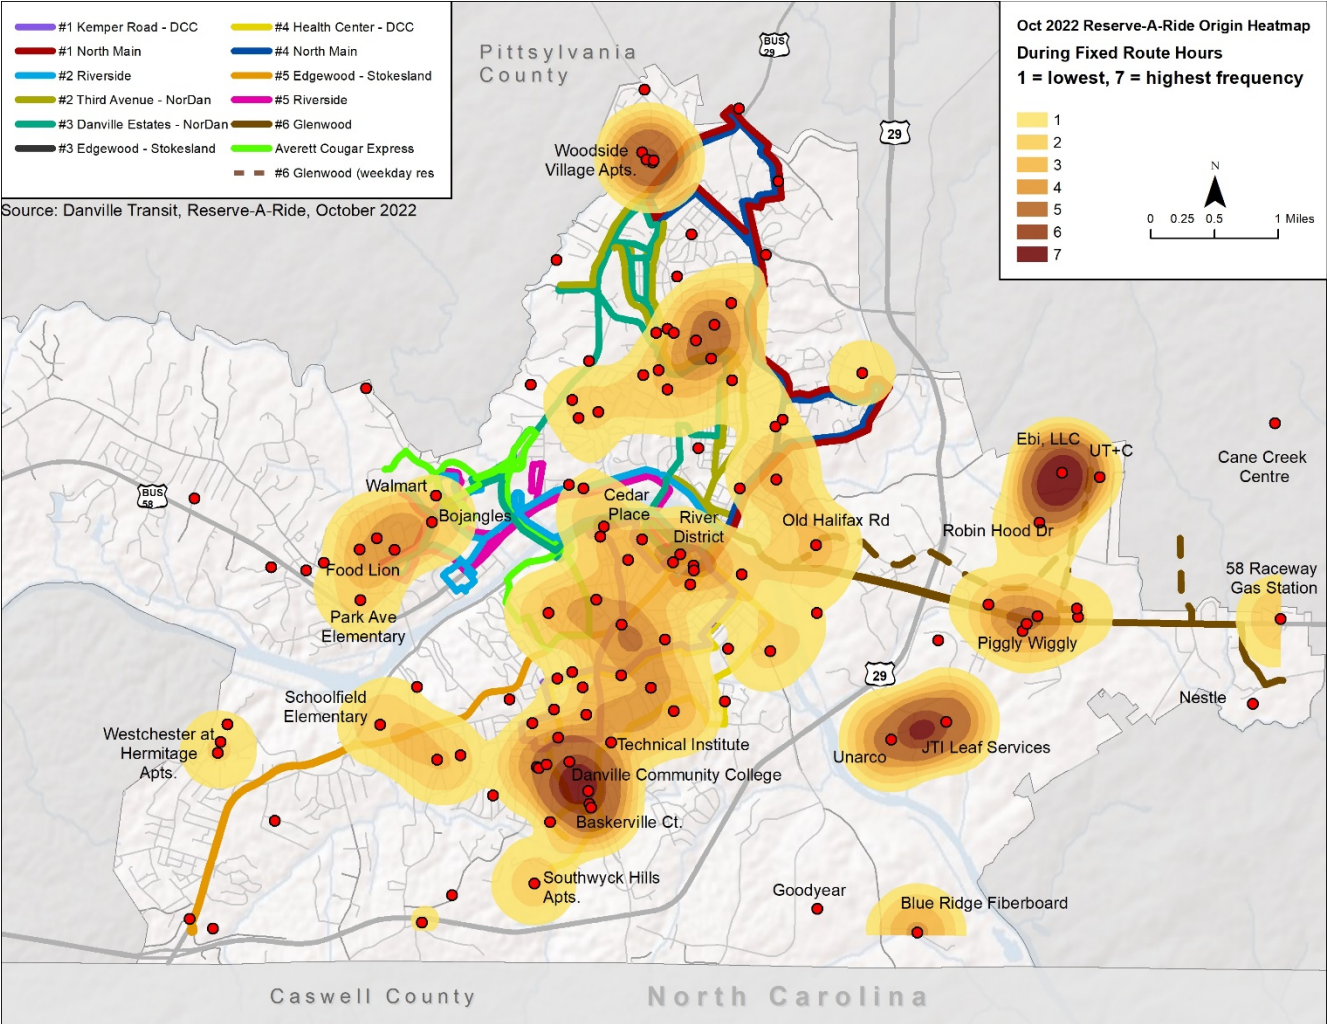 #1 Kemper Road - DCC
#1 North Main
#2 Riverside
#2 Third Avenue - NorDan
#3 Danville Estates - NorDan
#3 Edgewood - Stokesland
#4 Health Center - DCC
#4 North Main
#5 Edgewood - Stokesland
#5 Riverside
#6 Glenwood
Averett Cougar Express
#6 Glenwood (weekday res
Source: Danville Transit, Reserve-A-Ride, October 2022
Oct 2022 Reserve-A-Ride Origin Heatmap
During Fixed Route Hours
1 = lowest, 7 = highest frequency
1
2
3
4
5
6
7
N
0 0.25 0.5 1 Miles
Pittsylvania
County
BUS
29
29
Woodside
Village Apts.
Ebi, LLC
UT+C
Cane Creek
Centre
Walmart
BUS
58
Cedar
Place
Bojangles
River
District
Old Halifax Rd
Robin Hood Dr
Food Lion
58 Raceway
Gas Station
Park Ave
Elementary
Piggly Wiggly
29
Schoolfield
Elementary
Nestle
Westchester at
Hermitage
Apts.
Technical Institute
JTI Leaf Services
Unarco
Danville Community College
Baskerville Ct.
Southwyck Hills
Apts.
Goodyear
Blue Ridge Fiberboard
Caswell County
North Carolina